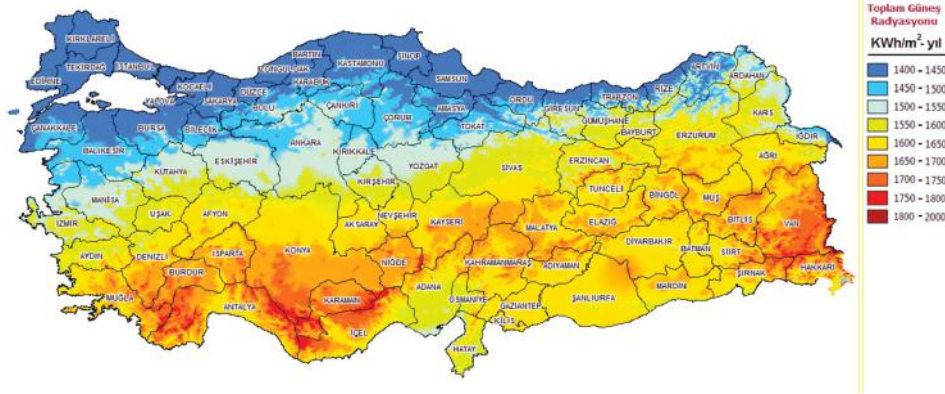 Toplam Güneş
Radyasyonu
KWh/m²-yıl
1400 - 1450
1450 - 1500
1500 - 1550
1550 - 1600
1600 - 1650
1650 - 1700
1700 - 1750
1750 - 1800
1800 - 2000
KIRKLARELİ
EDİRNE
TEKİRDAĞ
İSTANBUL
KOCAELİ
YALOVA
SAKARYA
DÜZCE
ZONGULDAK
BARTIN
KARABÜK
KASTAMONU
SİNOP
SAMSUN
BOLU
ÇANKIRI
ÇORUM
AMASYA
TOKAT
ORDU
GİRESUN
TRABZON
RİZE
ARTVİN
ARDAHAN
KARS
IĞDIR
GÜMÜŞHANE
BAYBURT
ERZURUM
AĞRI
ÇANAKKALE
BALIKESİR
BURSA
BİLECİK
KÜTAHYA
ESKİŞEHİR
ANKARA
KIRIKKALE
YOZGAT
SİVAS
ERZİNCAN
TUNCELİ
BİNGÖL
MUŞ
BİTLİS
VAN
MANİSA
İZMİR
UŞAK
AFYON
KIRŞEHİR
NEVŞEHİR
AKSARAY
KAYSERİ
MALATYA
ELAZIĞ
DİYARBAKIR
BATMAN
SİİRT
ŞIRNAK
HAKKARİ
AYDIN
DENİZLİ
BURDUR
ISPARTA
KONYA
NİĞDE
KAHRAMANMARAŞ
ADIYAMAN
MARDİN
MUĞLA
ANTALYA
KARAMAN
İÇEL
ADANA
OSMANİYE
GAZİANTEP
KİLİS
ŞANLIURFA
HATAY